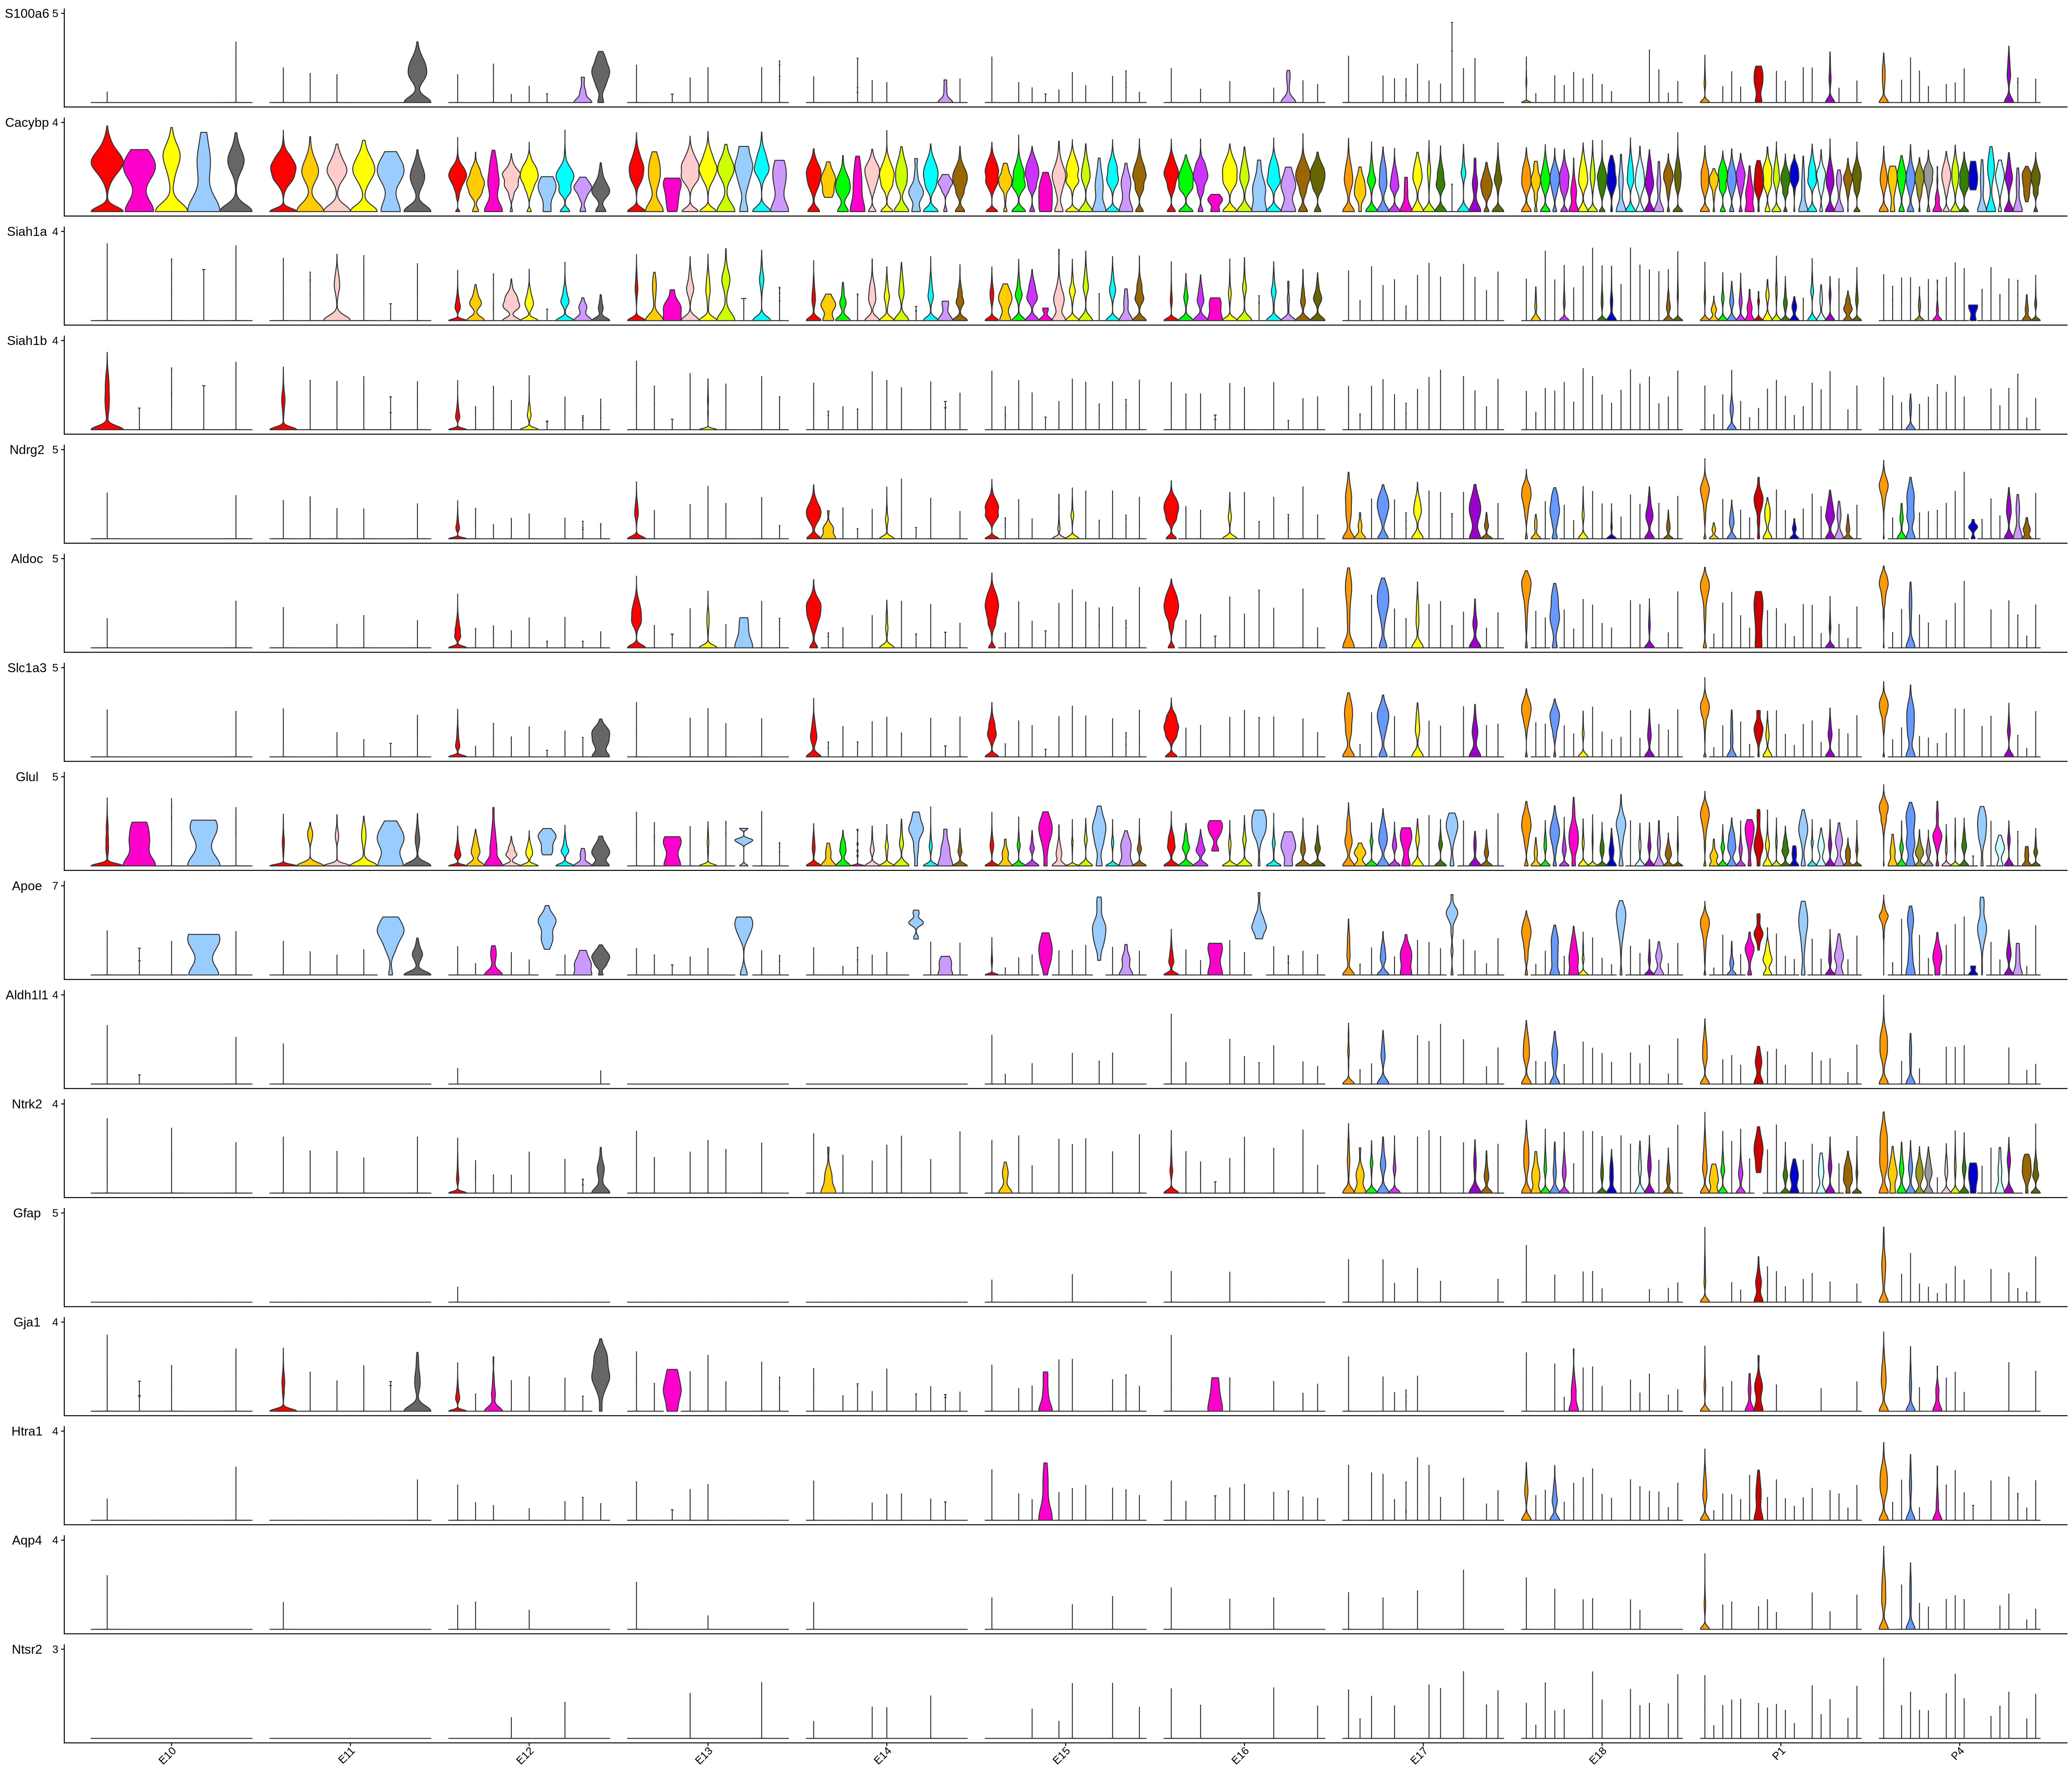 S100a6 5
Cacybp 4
Siah1a 4
Siah1b 4
Ndrg2 5
Aldoc 5
Slc1a3 5
Glul 5
Apoe 7
Aldh1l1 4
Ntrk2 4
Gfap 5
Gja1 4
Htra1 4
Aqp4 4
Ntsr2 3
E10 E11 E12 E13 E14 E15 E16 E17 E18 P1 P4